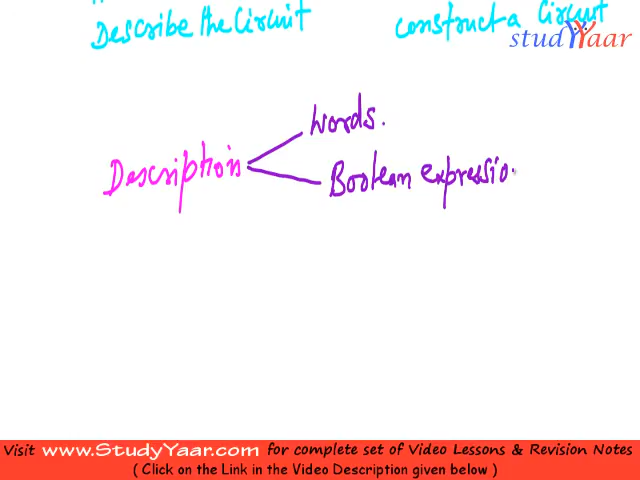 Describe the Circuit construct a Circuit
studYYaar
words.
Description
Boolean expressio
Visit www.StudyYaar.com for complete set of Video Lessons & Revision Notes
( Click on the Link in the Video Description given below )